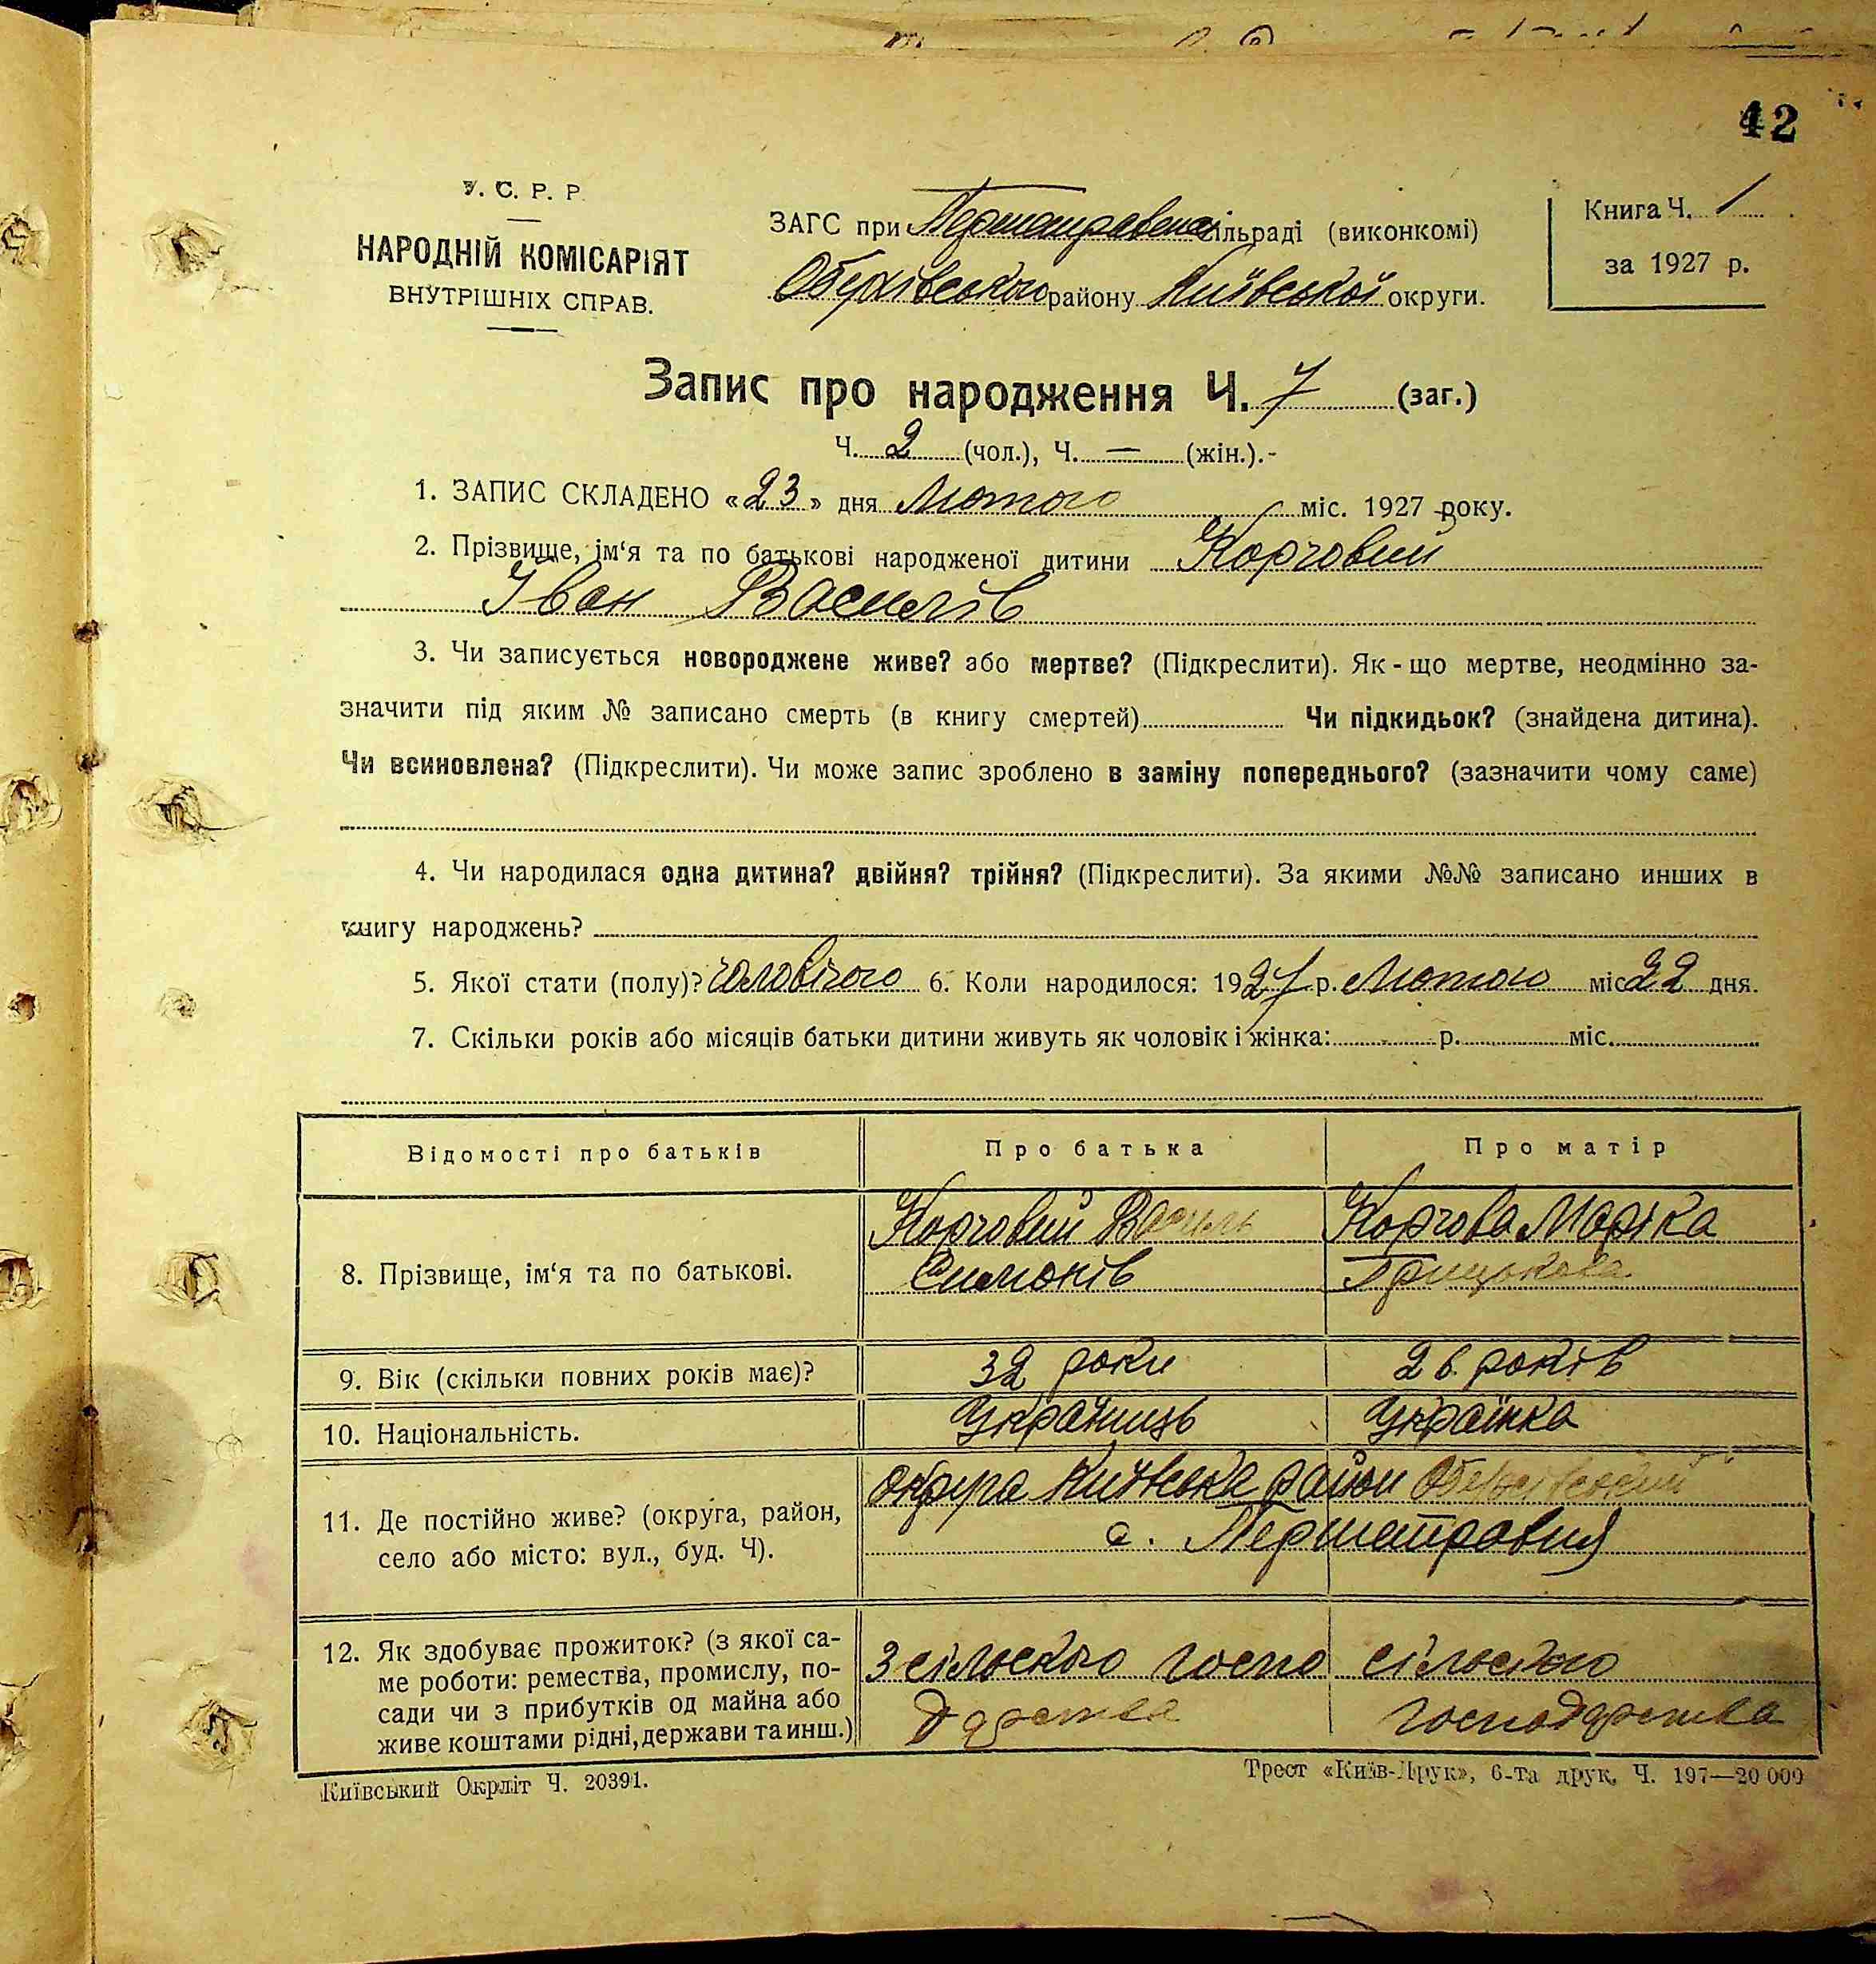 42
У. С. Р. Р.
НАРОДНІЙ КОМІСАРІЯТ
ВНУТРІШНІХ СПРАВ.
ЗАГС при сільраді (виконкомі)
Обухівського району Київської округи.
Книга Ч. 1
за 1927 р.
Запис про народження Ч. 7 (заг.)
Ч. 2 (чол.), Ч. — (жін.).-
1. ЗАПИС СКЛАДЕНО «23» дня Лютого міс. 1927 року.
2. Прізвище, ім‘я та по батькові народженої дитини Корчовий
Іван Василів
3. Чи записується новороджене живе? або мертве? (Підкреслити). Як-що мертве, неодмінно за-
значити під яким № записано смерть (в книгу смертей) Чи підкидьок? (знайдена дитина).
Чи всиновлена? (Підкреслити). Чи може запис зроблено в заміну попереднього? (зазначити чому саме)
4. Чи народилася одна дитина? двійня? трійня? (Підкреслити). За якими №№ записано инших в
книгу народжень?
5. Якої стати (полу)? чоловічого 6. Коли народилося: 1927 р. Лютого міс 22 дня.
7. Скільки років або місяців батьки дитини живуть як чоловік і жінка: р. міс.
Відомості про батьків Про батька Про матір
8. Прізвище, ім‘я та по батькові.
Корчовий Василь
Симонів
Корчова Маріка
Грицькова
9. Вік (скільки повних років має)? 32 роки 26 років
10. Національність. Українець Українка
11. Де постійно живе? (округа, район,
село або місто: вул., буд. Ч).
округа Київська район Обухівський
с.
12. Як здобуває прожиток? (з якої са-
ме роботи: ремества, промислу, по-
сади чи з прибутків од майна або
живе коштами рідні, держави та инш.)
З сільского госпо
дарства
сільского
господарства
Київський Окрліт Ч. 20391.
Трест «Київ-Друк», 6-та друк, Ч. 197—20 000